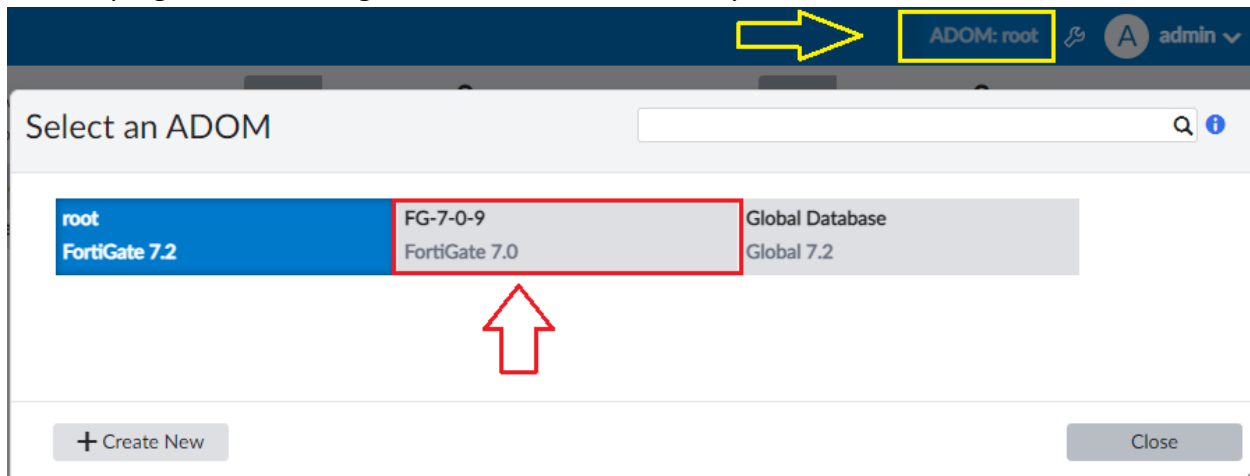 ADOM: root
A admin
Select an ADOM
root FG-7-0-9 Global Database
FortiGate 7.2 FortiGate 7.0 Global 7.2
+ Create New Close